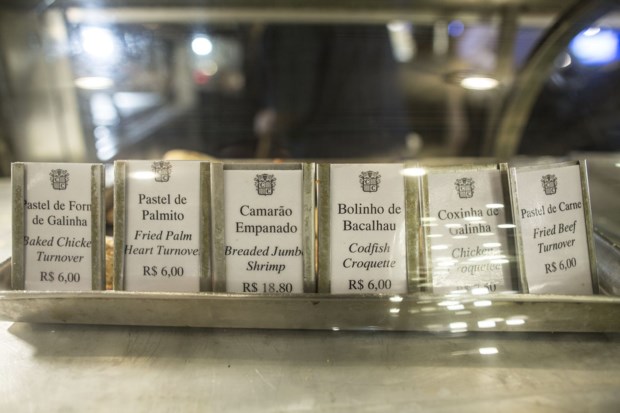 Pastel de Forn
de Galinha
Baked Chicke
Turnover
R$ 6,00
Pastel de
Palmito
Fried Palm
Heart Turnover
R$ 6,00
Camarão
Empanado
Breaded Jumb
Shrimp
R$ 18,80
Bolinho de
Bacalhau
Codfish
Croquette
R$ 6,00
Coxinha de
Galinha
Chicken
Croquette
Pastel de Carne
Fried Beef
Turnover
R$ 6,00